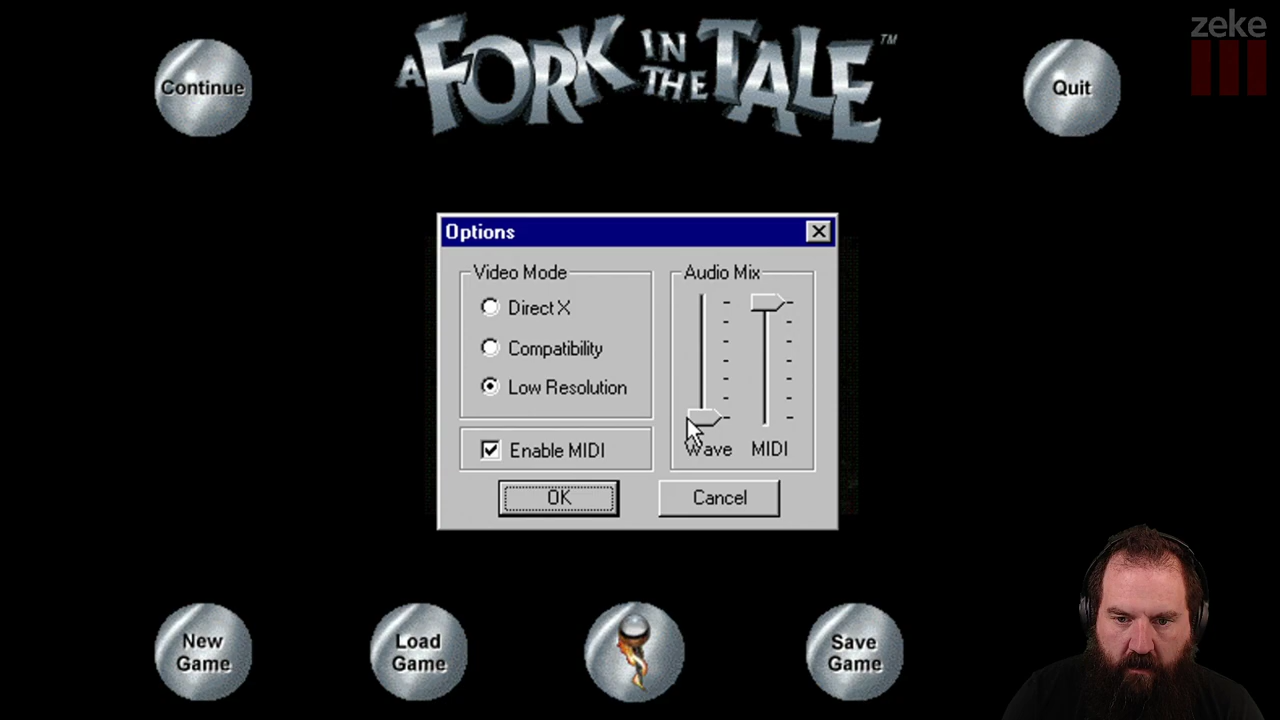 zeke
III
Continue
A FORK IN THE TALE™
Quit
Options
Video Mode
Audio Mix
Direct X
Compatibility
Low Resolution
Enable MIDI
Wave
MIDI
OK
Cancel
New
Game
Load
Game
Save
Game